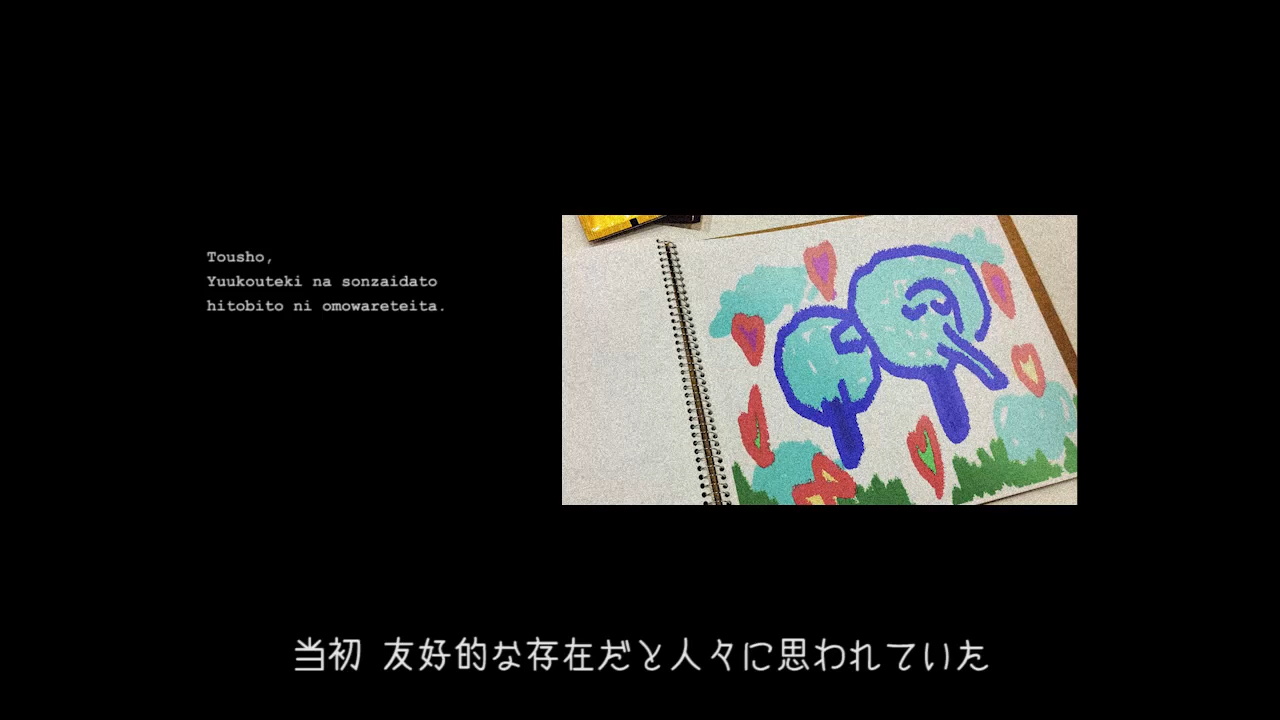 Tousho,
Yuukouteki na sonzaidato
hitobito ni omowareteita.
当初 友好的な存在だと人々に思われていた